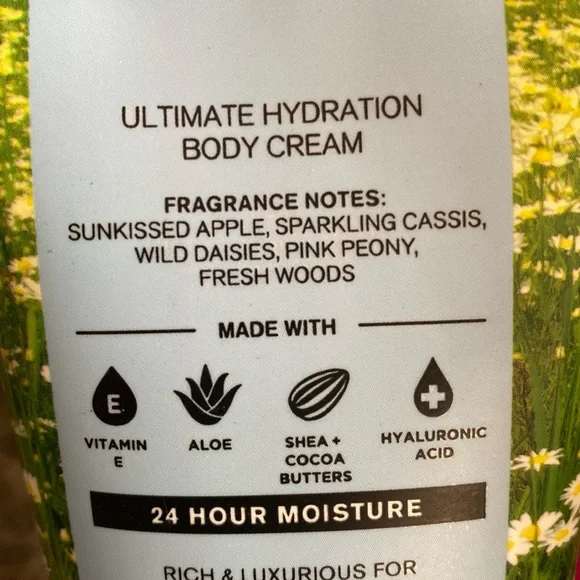 ULTIMATE HYDRATION
BODY CREAM
FRAGRANCE NOTES:
SUNKISSED APPLE, SPARKLING CASSIS,
WILD DAISIES, PINK PEONY,
FRESH WOODS
MADE WITH
E
VITAMIN
E
ALOE
SHEA +
COCOA
BUTTERS
HYALURONIC
ACID
24 HOUR MOISTURE
RICH & LUXURIOUS FOR